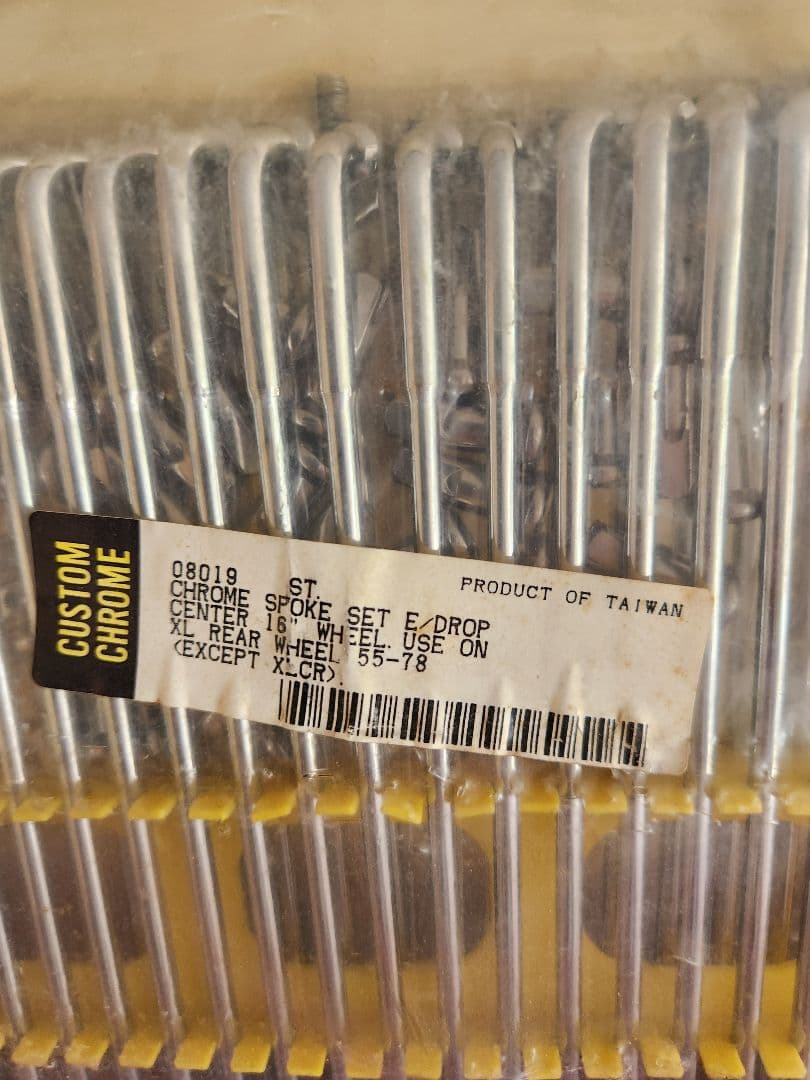 CUSTOM
CHROME
08019 ST. PRODUCT OF TAIWAN
CHROME SPOKE SET E/DROP
CENTER 16" WHEEL. USE ON
XL REAR WHEEL 55-78
(EXCEPT XLCR).